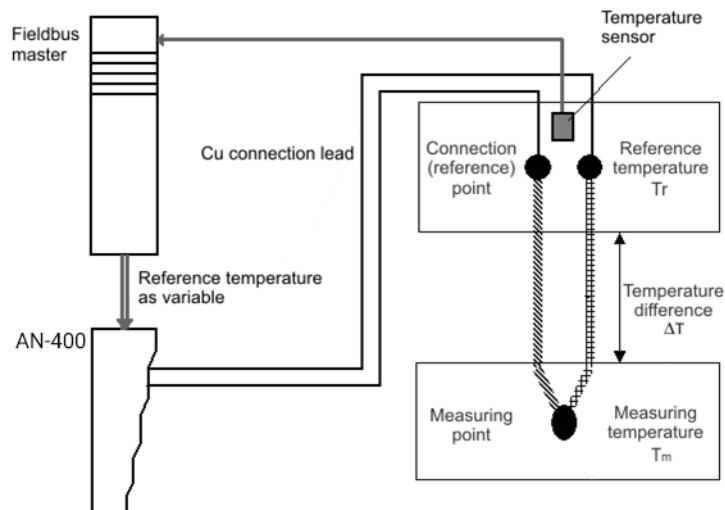 Fieldbus
master
Temperature
sensor
Cu connection lead
Connection
(reference)
point
Reference
temperature
Tr
Reference temperature
as variable
Temperature
difference
ΔT
AN-400
Measuring
point
Measuring
temperature
Tm